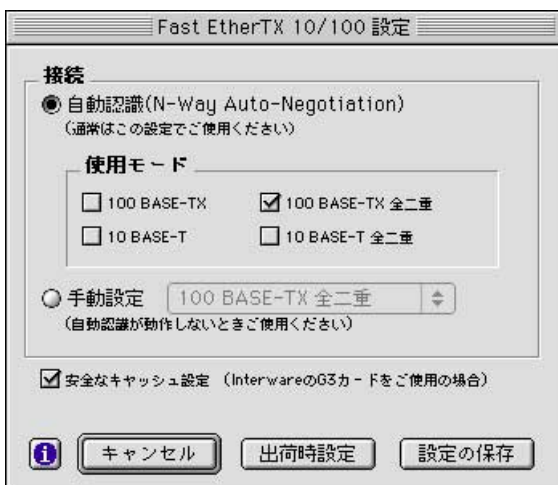 Fast EtherTX 10/100 設定
接続
自動認識(N-Way Auto-Negotiation)
(通常はこの設定でご使用ください)
使用モード
100 BASE-TX
100 BASE-TX 全二重
10 BASE-T
10 BASE-T 全二重
手動設定
100 BASE-TX 全二重
(自動認識が動作しないときご使用ください)
安全なキャッシュ設定 (InterwareのG3カードをご使用の場合)
キャンセル
出荷時設定
設定の保存